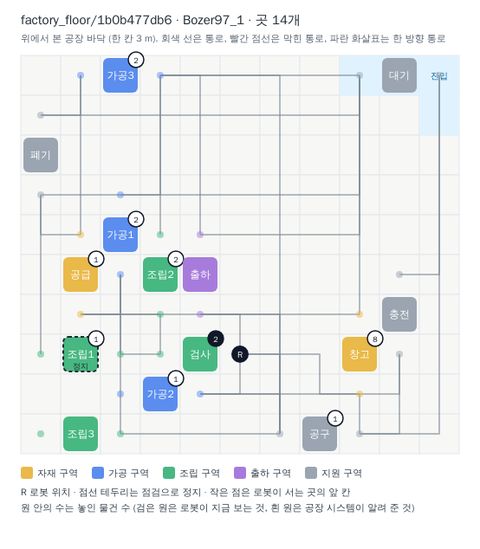 factory_floor/1b0b477db6 · Bozer97_1 · 곳 14개
위에서 본 공장 바닥 (한 칸 3 m). 회색 선은 통로, 빨간 점선은 막힌 통로, 파란 화살표는 한 방향 통로
가공3 2
대기
폐기
가공1 2
공급 1
조립2 2
출하
충전
조립1 1
정지
검사 2
R
창고 8
가공2 1
조립3
공구 1
자재 구역 가공 구역 조립 구역 출하 구역 지원 구역
R 로봇 위치 · 점선 테두리는 점검으로 정지 · 작은 점은 로봇이 서는 곳의 앞 칸
원 안의 수는 놓인 물건 수 (검은 원은 로봇이 지금 보는 것, 흰 원은 공장 시스템이 알려 준 것)